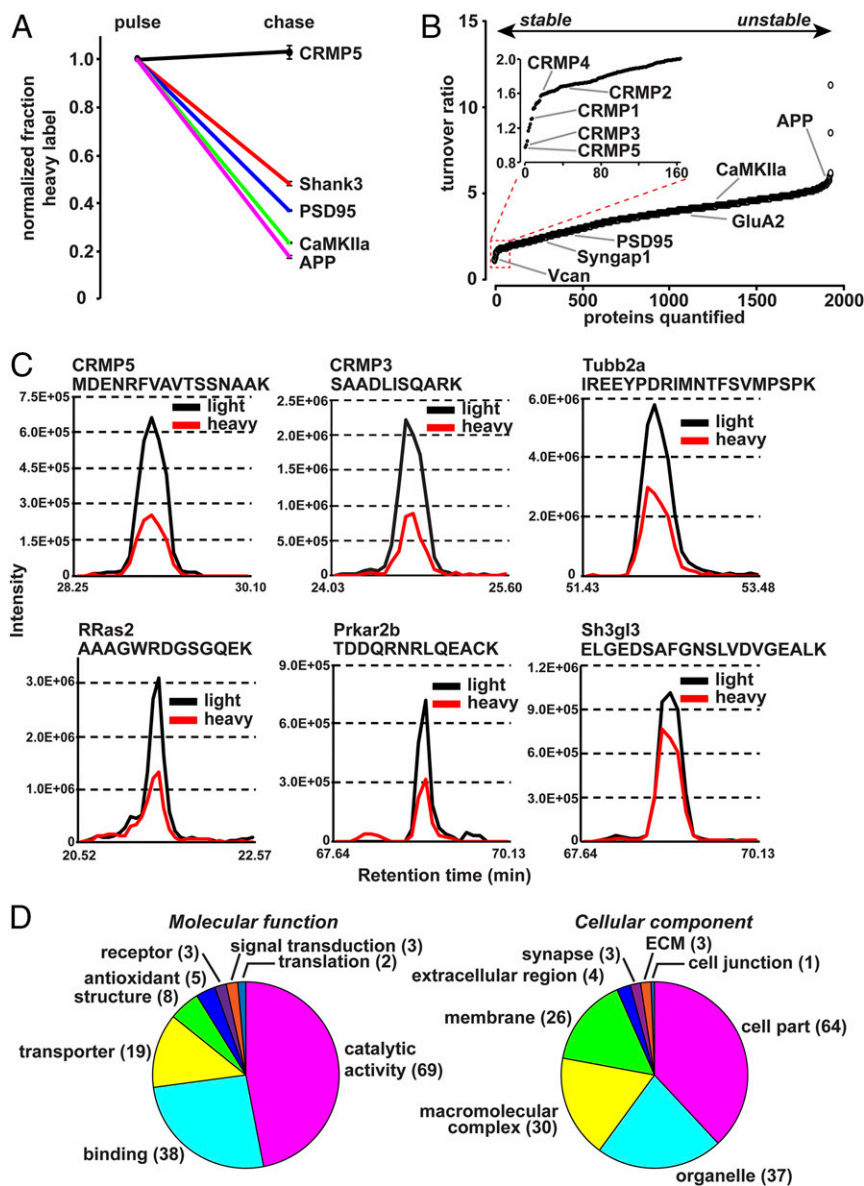 A
pulse
chase
normalized fraction
heavy label
1.0
0.8
0.6
0.4
0.2
0
CRMP5
Shank3
PSD95
CaMKIIa
APP
B
stable
unstable
turnover ratio
15
10
5
0
0
500
1000
1500
2000
proteins quantified
2.0
1.6
1.2
0.8
0
80
160
CRMP4
CRMP2
CRMP1
CRMP3
CRMP5
APP
CaMKIIa
GluA2
PSD95
Syngap1
Vcan
C
Intensity
CRMP5
MDENRFVAVTSSNAAK
7.5E+05
6.0E+05
4.5E+05
3.0E+05
1.5E+05
0
light
heavy
28.25
30.10
CRMP3
SAADLISQARK
2.5E+06
2.0E+06
1.5E+06
1.0E+06
5.0E+05
0
light
heavy
24.03
25.60
Tubb2a
IREEYPDRIMNTFSVMPSPK
6.0E+06
4.0E+06
2.0E+06
0
light
heavy
51.43
53.48
RRas2
AAAGWRDGSGQEK
3.0E+06
2.0E+06
1.0E+06
0
light
heavy
20.52
22.57
Prkar2b
TDDQRNRLQEACK
9.0E+05
6.0E+05
3.0E+05
0
light
heavy
67.64
70.13
Sh3gl3
ELGEDSAFGNSLVDVGEALK
1.2E+06
9.0E+05
6.0E+05
3.0E+05
0
light
heavy
67.64
70.13
Retention time (min)
D
Molecular function
receptor (3)
signal transduction (3)
translation (2)
antioxidant (5)
structure (8)
transporter (19)
binding (38)
catalytic
activity (69)
Cellular component
synapse (3)
ECM (3)
cell junction (1)
extracellular region (4)
membrane (26)
macromolecular
complex (30)
cell part (64)
organelle (37)